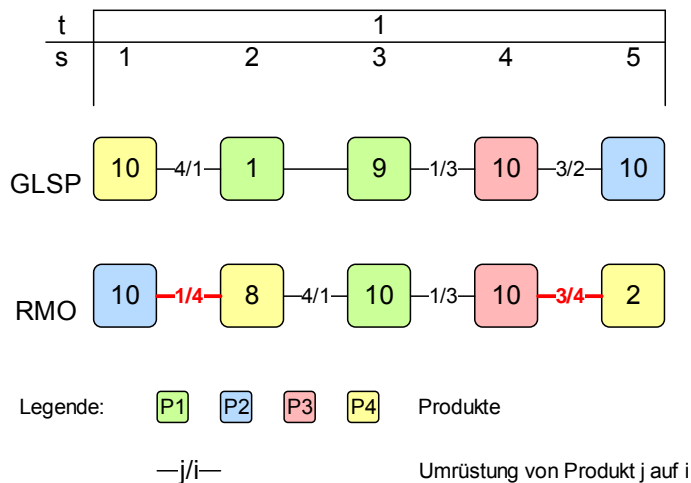 t 1
s 1 2 3 4 5
GLSP 10 4/1 1 9 1/3 10 3/2 10
RMO 10 1/4 8 4/1 10 1/3 10 3/4 2
Legende: P1 P2 P3 P4 Produkte
j/i Umrüstung von Produkt j auf i